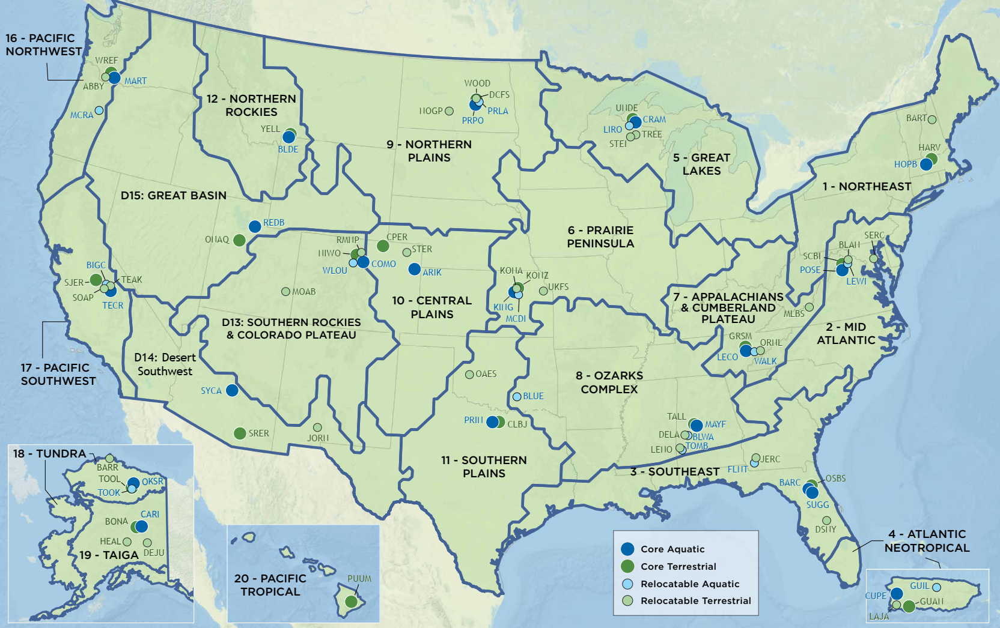 16 - PACIFIC
NORTHWEST
WREF
ABBY
MART
MCRA
12 - NORTHERN
ROCKIES
YELL
BLDE
WOOD
DCFS
NOGP
PRLA
PRPO
9 - NORTHERN
PLAINS
UNDE
CRAM
LIRO
TREE
STEI
5 - GREAT
LAKES
BART
HARV
HOPB
1 - NORTHEAST
D15: GREAT BASIN
REDB
ONAQ
RMNP
NIWO
WLOU
COMO
CPER
STER
ARIK
6 - PRAIRIE
PENINSULA
SERC
BLAN
SCBI
POSE
LEWI
BIGC
SJER
TEAK
SOAP
TECR
MOAB
10 - CENTRAL
PLAINS
KONA
KONZ
UKFS
KING
MCDI
7 - APPALACHIANS
& CUMBERLAND
PLATEAU
MLBS
D13: SOUTHERN ROCKIES
& COLORADO PLATEAU
2 - MID
ATLANTIC
GRSM
ORNL
LECO
WALK
17 - PACIFIC
SOUTHWEST
D14: Desert
Southwest
SYCA
SRER
JORN
OAES
BLUE
8 - OZARKS
COMPLEX
PRIN
CLBJ
TALL
MAYF
DELA
BLWA
LENO
TOMB
11 - SOUTHERN
PLAINS
3 - SOUTHEAST
JERC
FLNT
BARC
OSBS
SUGG
DSNY
18 - TUNDRA
BARR
TOOL
OKSR
TOOK
CARI
BONA
HEAL
DEJU
19 - TAIGA
20 - PACIFIC
TROPICAL
PUUM
Core Aquatic
Core Terrestrial
Relocatable Aquatic
Relocatable Terrestrial
4 - ATLANTIC
NEOTROPICAL
GUIL
CUPE
GUAN
LAJA